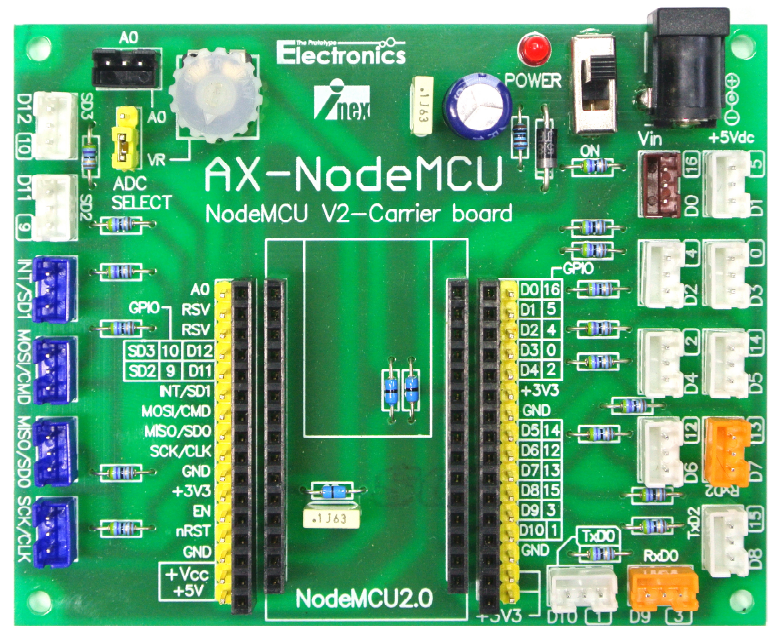 A0
The Prototype
Electronics
inex
POWER
.1J63
A0
VR
ADC
SELECT
SD3
D12
10
D11
SD2
9
ON
Vin
+5Vdc
16
D0
5
D1
AX-NodeMCU
NodeMCU V2-Carrier board
INT/SD1
MOSI/CMD
MISO/SD0
SCK/CLK
4
D2
0
D3
2
D4
14
D5
12
D6
13
D7
RxD2
TxD2
15
D8
A0
GPIO RSV
RSV
SD3 10 D12
SD2 9 D11
INT/SD1
MOSI/CMD
MISO/SD0
SCK/CLK
GND
+3V3
EN
nRST
GND
+Vcc
+5V
GPIO
D0 16
D1 5
D2 4
D3 0
D4 2
+3V3
GND
D5 14
D6 12
D7 13
D8 15
D9 3
D10 1
GND
+3V3
.1J63
NodeMCU2.0
TxD0
D10 1
RxD0
D9 3